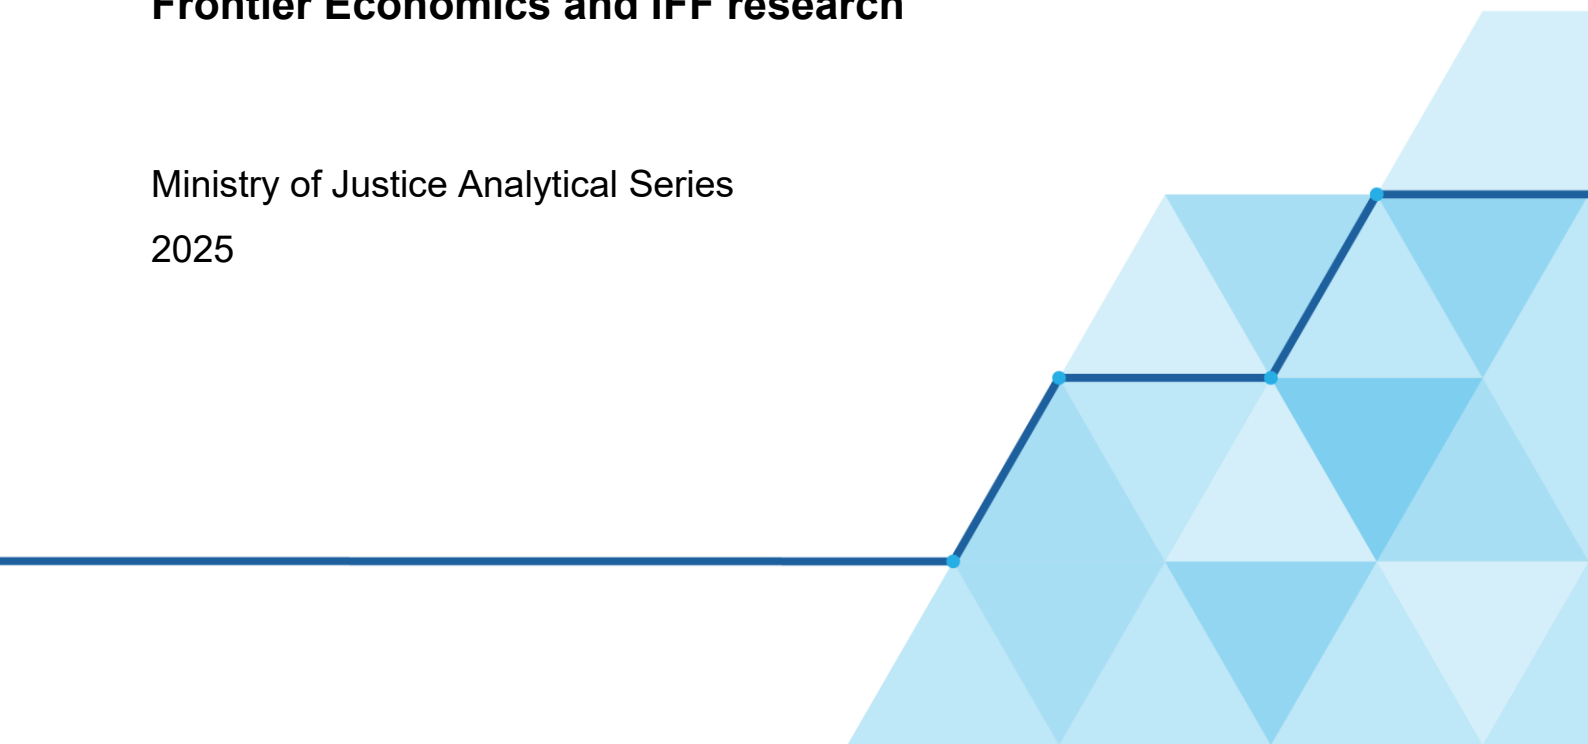 Frontier Economics and IFF research
Ministry of Justice Analytical Series
2025